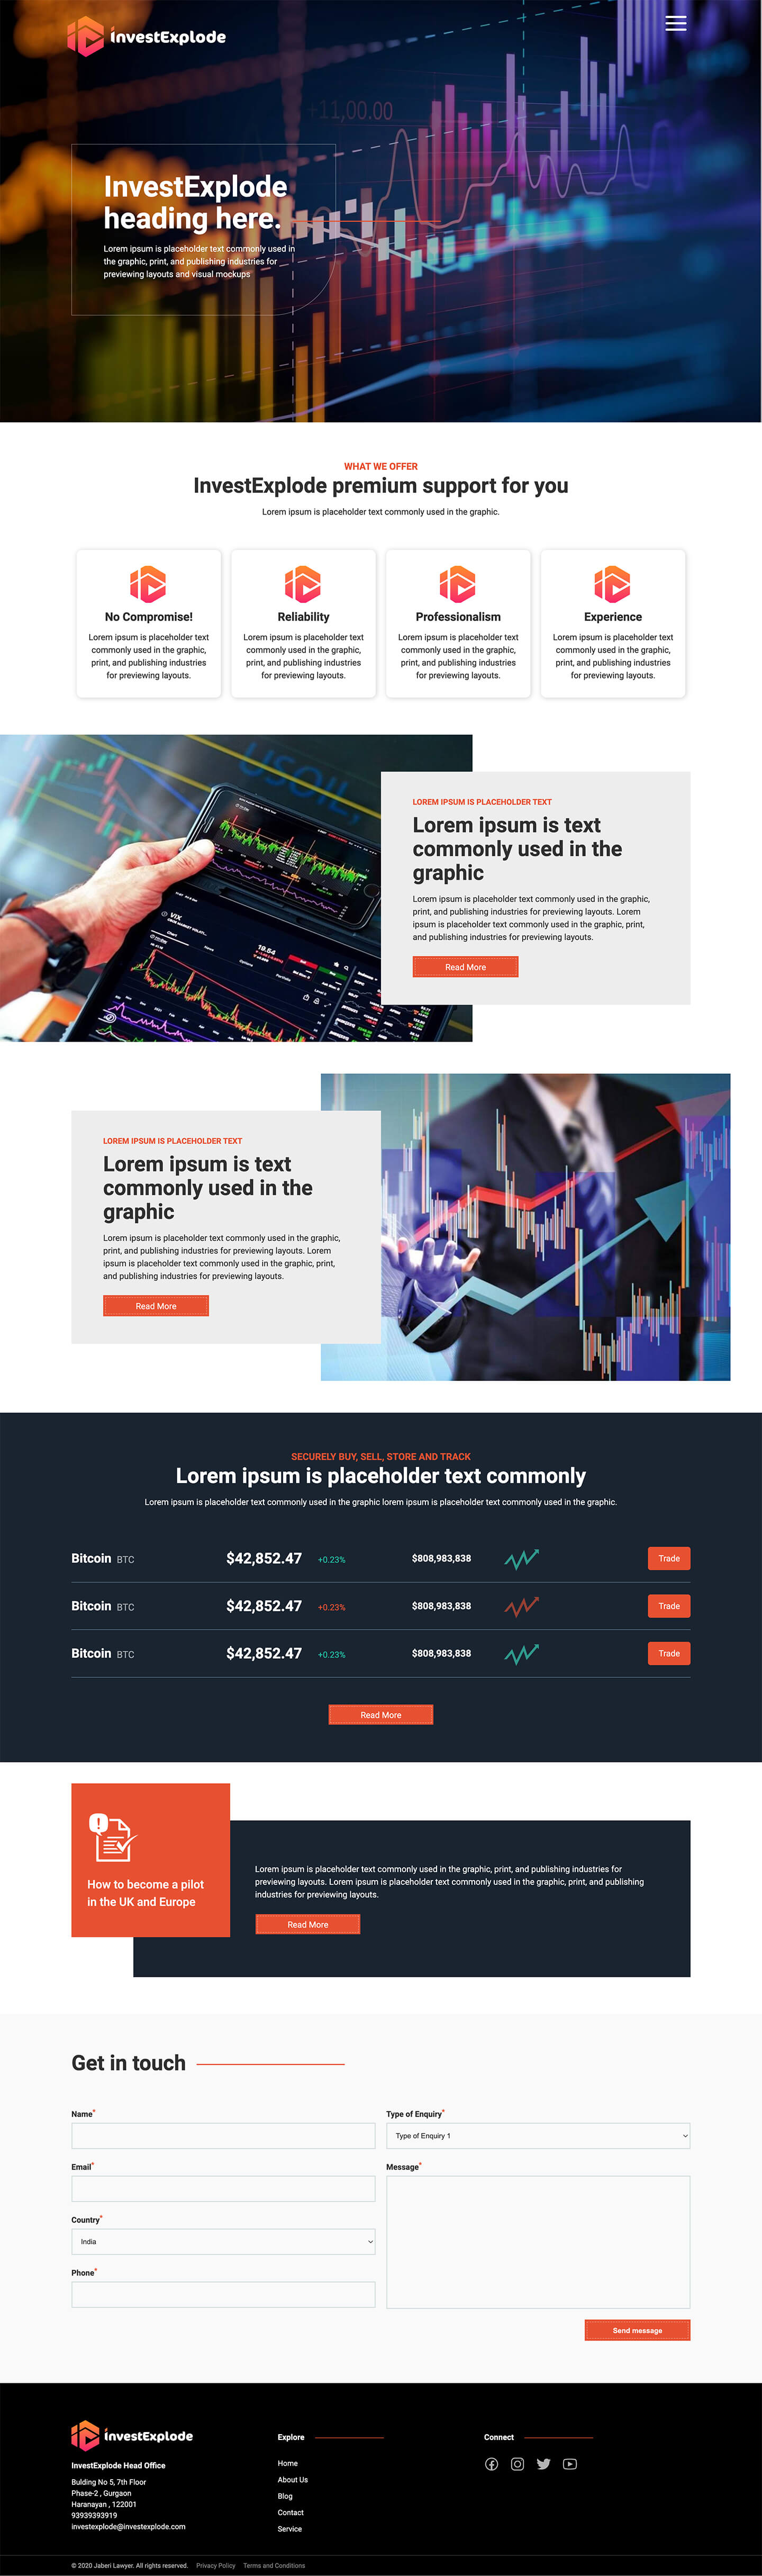 investExplode
+11,00.00
InvestExplode
heading here.
Lorem ipsum is placeholder text commonly used in
the graphic, print, and publishing industries for
previewing layouts and visual mockups
WHAT WE OFFER
InvestExplode premium support for you
Lorem ipsum is placeholder text commonly used in the graphic.
No Compromise!
Lorem ipsum is placeholder text
commonly used in the graphic,
print, and publishing industries
for previewing layouts.
Reliability
Lorem ipsum is placeholder text
commonly used in the graphic,
print, and publishing industries
for previewing layouts.
Professionalism
Lorem ipsum is placeholder text
commonly used in the graphic,
print, and publishing industries
for previewing layouts.
Experience
Lorem ipsum is placeholder text
commonly used in the graphic,
print, and publishing industries
for previewing layouts.
USOIL,
VIX
19.54
LOREM IPSUM IS PLACEHOLDER TEXT
Lorem ipsum is text
commonly used in the
graphic
Lorem ipsum is placeholder text commonly used in the graphic,
print, and publishing industries for previewing layouts. Lorem
ipsum is placeholder text commonly used in the graphic, print,
and publishing industries for previewing layouts.
Read More
LOREM IPSUM IS PLACEHOLDER TEXT
Lorem ipsum is text
commonly used in the
graphic
Lorem ipsum is placeholder text commonly used in the graphic,
print, and publishing industries for previewing layouts. Lorem
ipsum is placeholder text commonly used in the graphic, print,
and publishing industries for previewing layouts.
Read More
SECURELY BUY, SELL, STORE AND TRACK
Lorem ipsum is placeholder text commonly
Lorem ipsum is placeholder text commonly used in the graphic lorem ipsum is placeholder text commonly used in the graphic.
Bitcoin BTC $42,852.47 +0.23% $808,983,838 Trade
Bitcoin BTC $42,852.47 +0.23% $808,983,838 Trade
Bitcoin BTC $42,852.47 +0.23% $808,983,838 Trade
Read More
How to become a pilot
in the UK and Europe
Lorem ipsum is placeholder text commonly used in the graphic, print, and publishing industries for
previewing layouts. Lorem ipsum is placeholder text commonly used in the graphic, print, and publishing
industries for previewing layouts.
Read More
Get in touch
Name*
Email*
Country*
India
Phone*
Type of Enquiry*
Type of Enquiry 1
Message*
Send message
investExplode
InvestExplode Head Office
Bulding No 5, 7th Floor
Phase-2 , Gurgaon
Haranayan , 122001
93939393919
investexplode@investexplode.com
Explore
Home
About Us
Blog
Contact
Service
Connect
© 2020 Jaberi Lawyer. All rights reserved. Privacy Policy Terms and Conditions